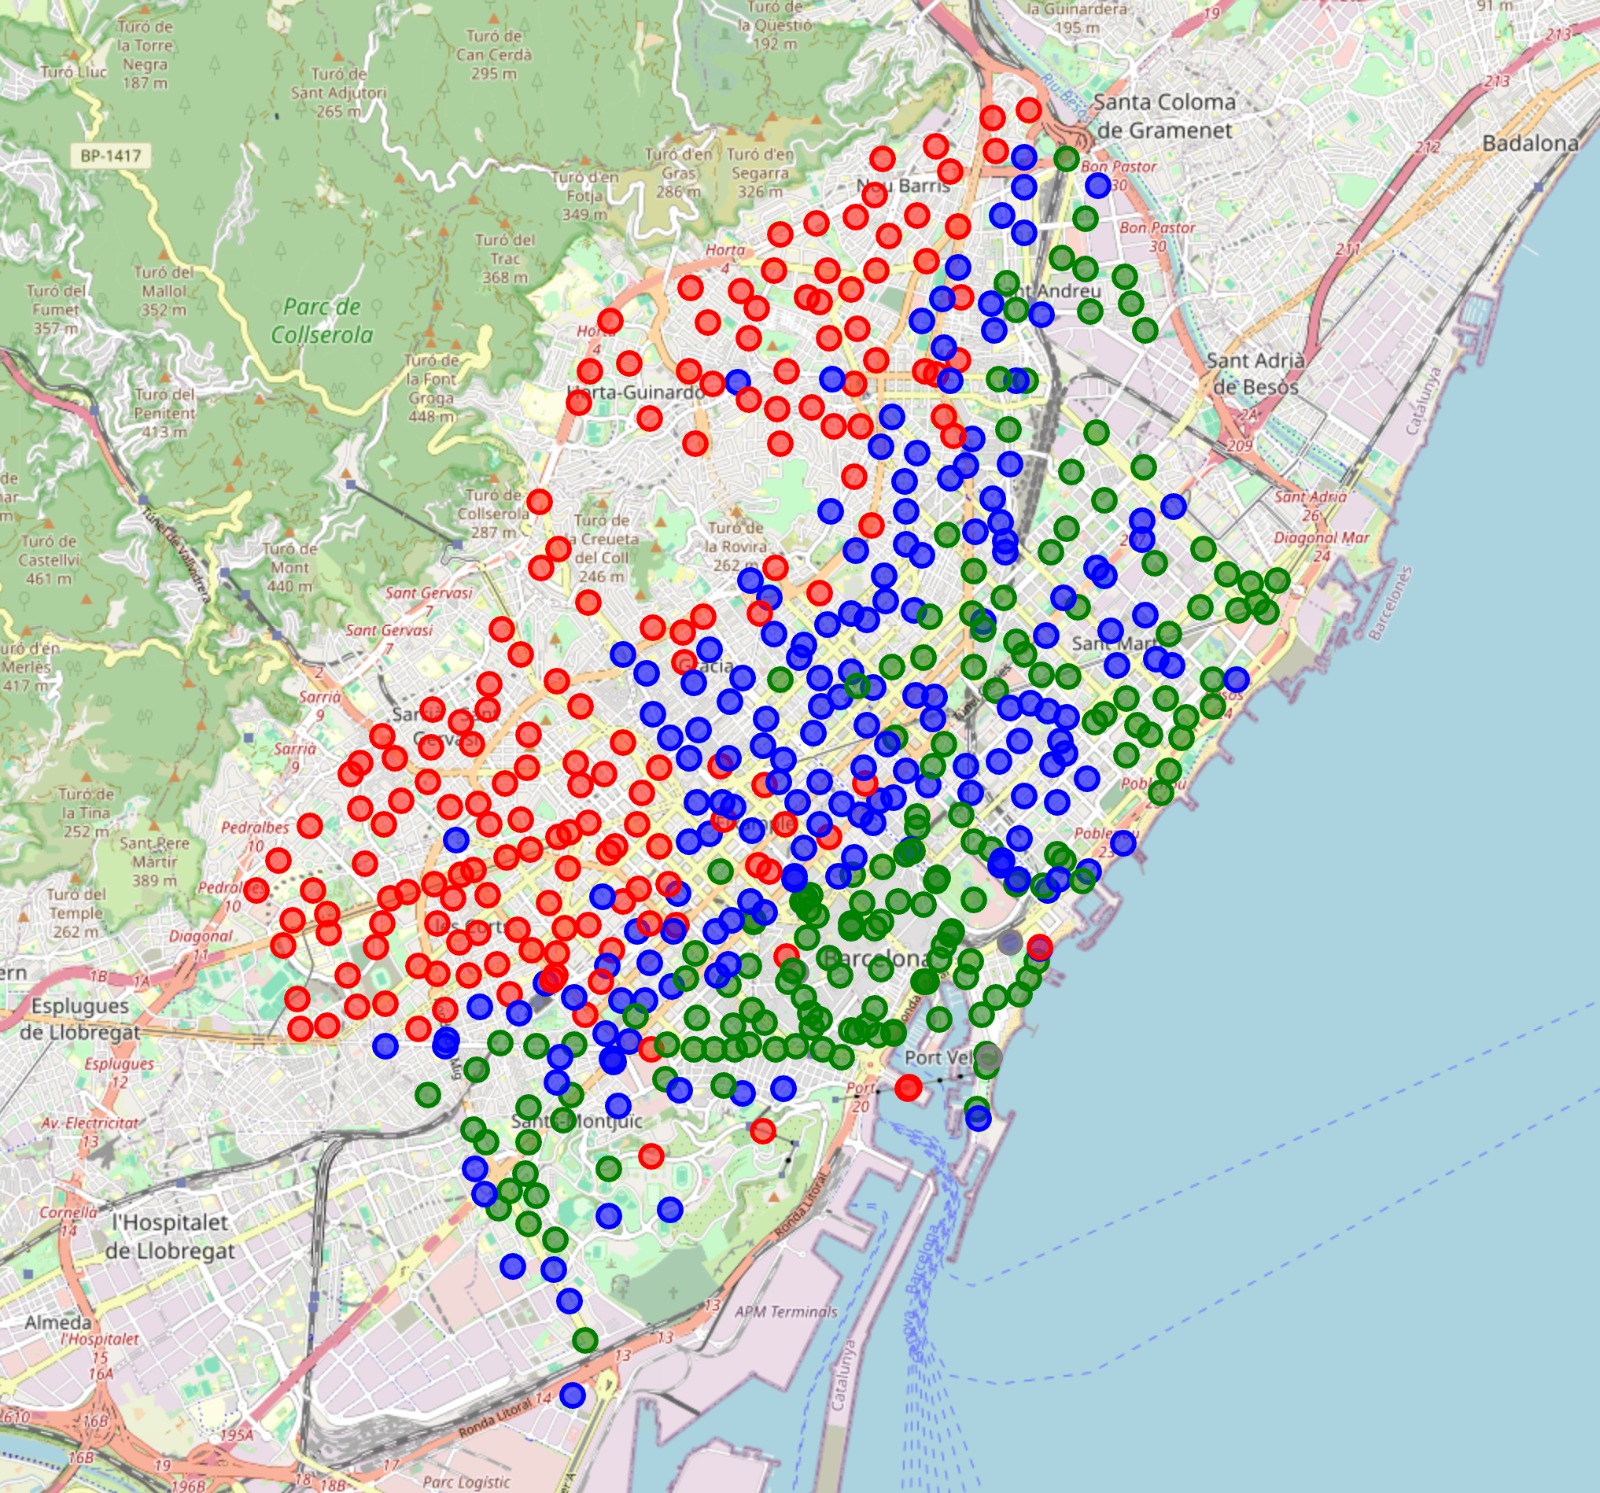 Turó de
la Torre
Negra
187 m
Turó Lluc
Turó de
Sant Adjutori
265 m
Turó de
Can Cerdà
295 m
Turó de
la Qüestió
192 m
la Guinardera
195 m
19
91 m
213
213
212
211
BP-1417
Santa Coloma
de Gramenet
Badalona
Riu Besòs
Bon Pastor
30
Bon Pastor
30
Turó d'en
Fotja
349 m
Turó d'en
Gras
286 m
Turó d'en
Segarra
326 m
Nou Barris
Horta
4
Turó del
Trac
368 m
Turó del
Mallol
352 m
Turó del
Fumet
357 m
Parc de
Collserola
Horta
4
Horta-Guinardó
Sant Andreu
Sant Adrià
de Besòs
2A
209
Catalunya
Turó de
la Font
Groga
448 m
Turó del
Penitent
413 m
Turó de
Castellví
461 m
Túnel de Vallvidrera
Turó de
Mont
440 m
Turó de
Collserola
287 m
Turó de
la Creueta
del Coll
246 m
Turó de
la Rovira
262 m
Sant Adrià
26
Diagonal Mar
24
Barcelonès
Sant Gervasi
7
Sant Gervasi
7
Turó d'en
Merlès
417 m
2
Sarrià
9
Sarrià
9
Gràcia
Turó de
la Tina
252 m
Sant Pere
Màrtir
389 m
Turó del
Temple
262 m
Pedralbes
10
Pedralbes
10
Diagonal
11
les Corts
Eixample
Poblenou
23
Barcelona
Esplugues
de Llobregat
1B
1A
Esplugues
12
Av. Electricitat
13
Cornellà
14
Sants-Montjuïc
Port Vell
Port
20
l'Hospitalet
de Llobregat
Almeda
l'Hospitalet
15
16A
Ronda Litoral
APM Terminals
13
13
13
14
Ronda Litoral
Catalunya
16B
16B
19
196B
195A
18
18B
17
Parc Logístic